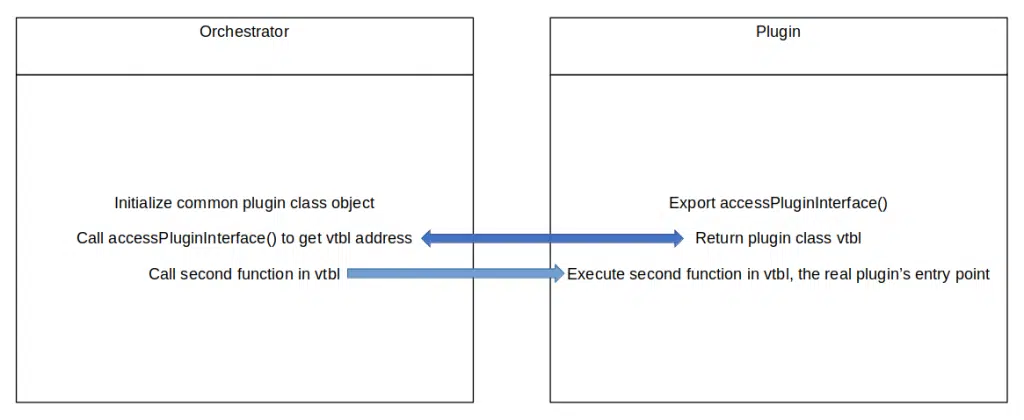 Orchestrator
Plugin
Initialize common plugin class object
Export accessPluginInterface()
Call accessPluginInterface() to get vtbl address
Return plugin class vtbl
Call second function in vtbl
Execute second function in vtbl, the real plugin’s entry point